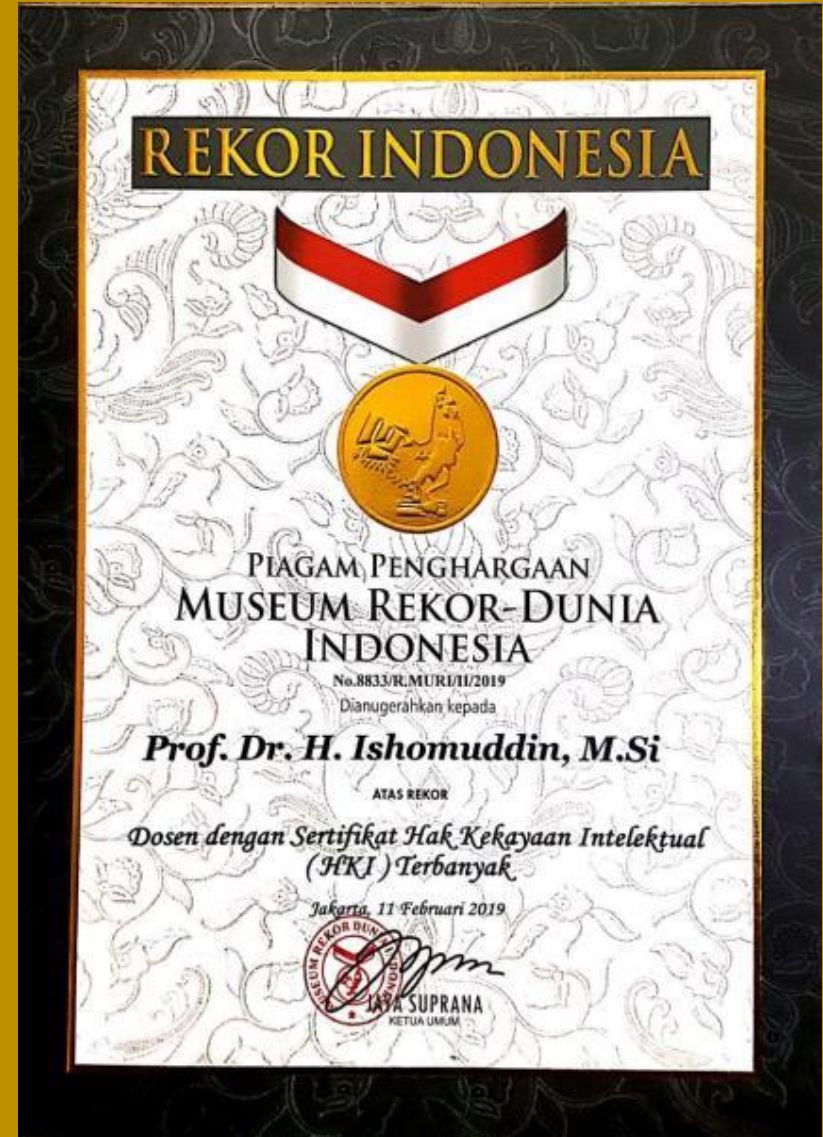 REKOR INDONESIA
PIAGAM PENGHARGAAN
MUSEUM REKOR-DUNIA
INDONESIA
No.8833/R.MURI/II/2019
Dianugerahkan kepada
Prof. Dr. H. Ishomuddin, M.Si
ATAS REKOR
Dosen dengan Sertifikat Hak Kekayaan Intelektual
(HKI) Terbanyak
Jakarta, 11 Februari 2019
JAYA SUPRANA
KETUA UMUM